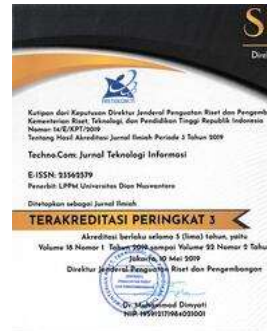 S
Dire
Kutipan dari Keputusan Direktur Jenderal Penguatan Riset dan Pengemb
Kementerian Riset, Teknologi, dan Pendidikan Tinggi Republik Indonesia
Nomor: 14/E/KPT/2019
Tentang Hasil Akreditasi Jurnal Ilmiah Periode 3 Tahun 2019
Techno.Com: Jurnal Teknologi Informasi
E-ISSN: 23562579
Penerbit: LPPM Universitas Dian Nuswantoro
Ditetapkan sebagai Jurnal Ilmiah
TERAKREDITASI PERINGKAT 3
Akreditasi berlaku selama 5 (lima) tahun, yaitu
Volume 18 Nomor 1 Tahun 2019 sampai Volume 22 Nomor 2 Tahu
Jakarta, 10 Mei 2019
Direktur Jenderal Penguatan Riset dan Pengembangan
Dr. Muhammad Dimyati
NIP. 195912171984021001